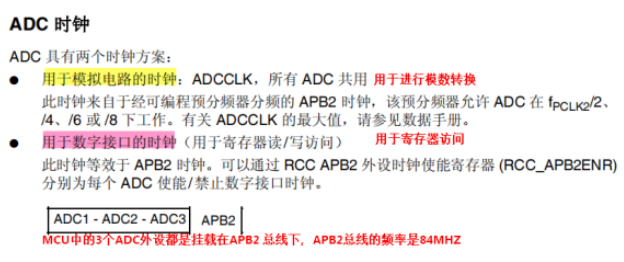 ADC 时钟
ADC 具有两个时钟方案：
● 用于模拟电路的时钟：ADCCLK，所有 ADC 共用 用于进行模数转换
此时钟来自于经可编程预分频器分频的 APB2 时钟，该预分频器允许 ADC 在 fPCLK2/2、
/4、/6 或 /8 下工作。有关 ADCCLK 的最大值，请参见数据手册。
● 用于数字接口的时钟（用于寄存器读/写访问） 用于寄存器访问
此时钟等效于 APB2 时钟。可以通过 RCC APB2 外设时钟使能寄存器 (RCC_APB2ENR)
分别为每个 ADC 使能/禁止数字接口时钟。
ADC1 - ADC2 - ADC3 APB2
MCU中的3个ADC外设都是挂载在APB2 总线下，APB2总线的频率是84MHZ